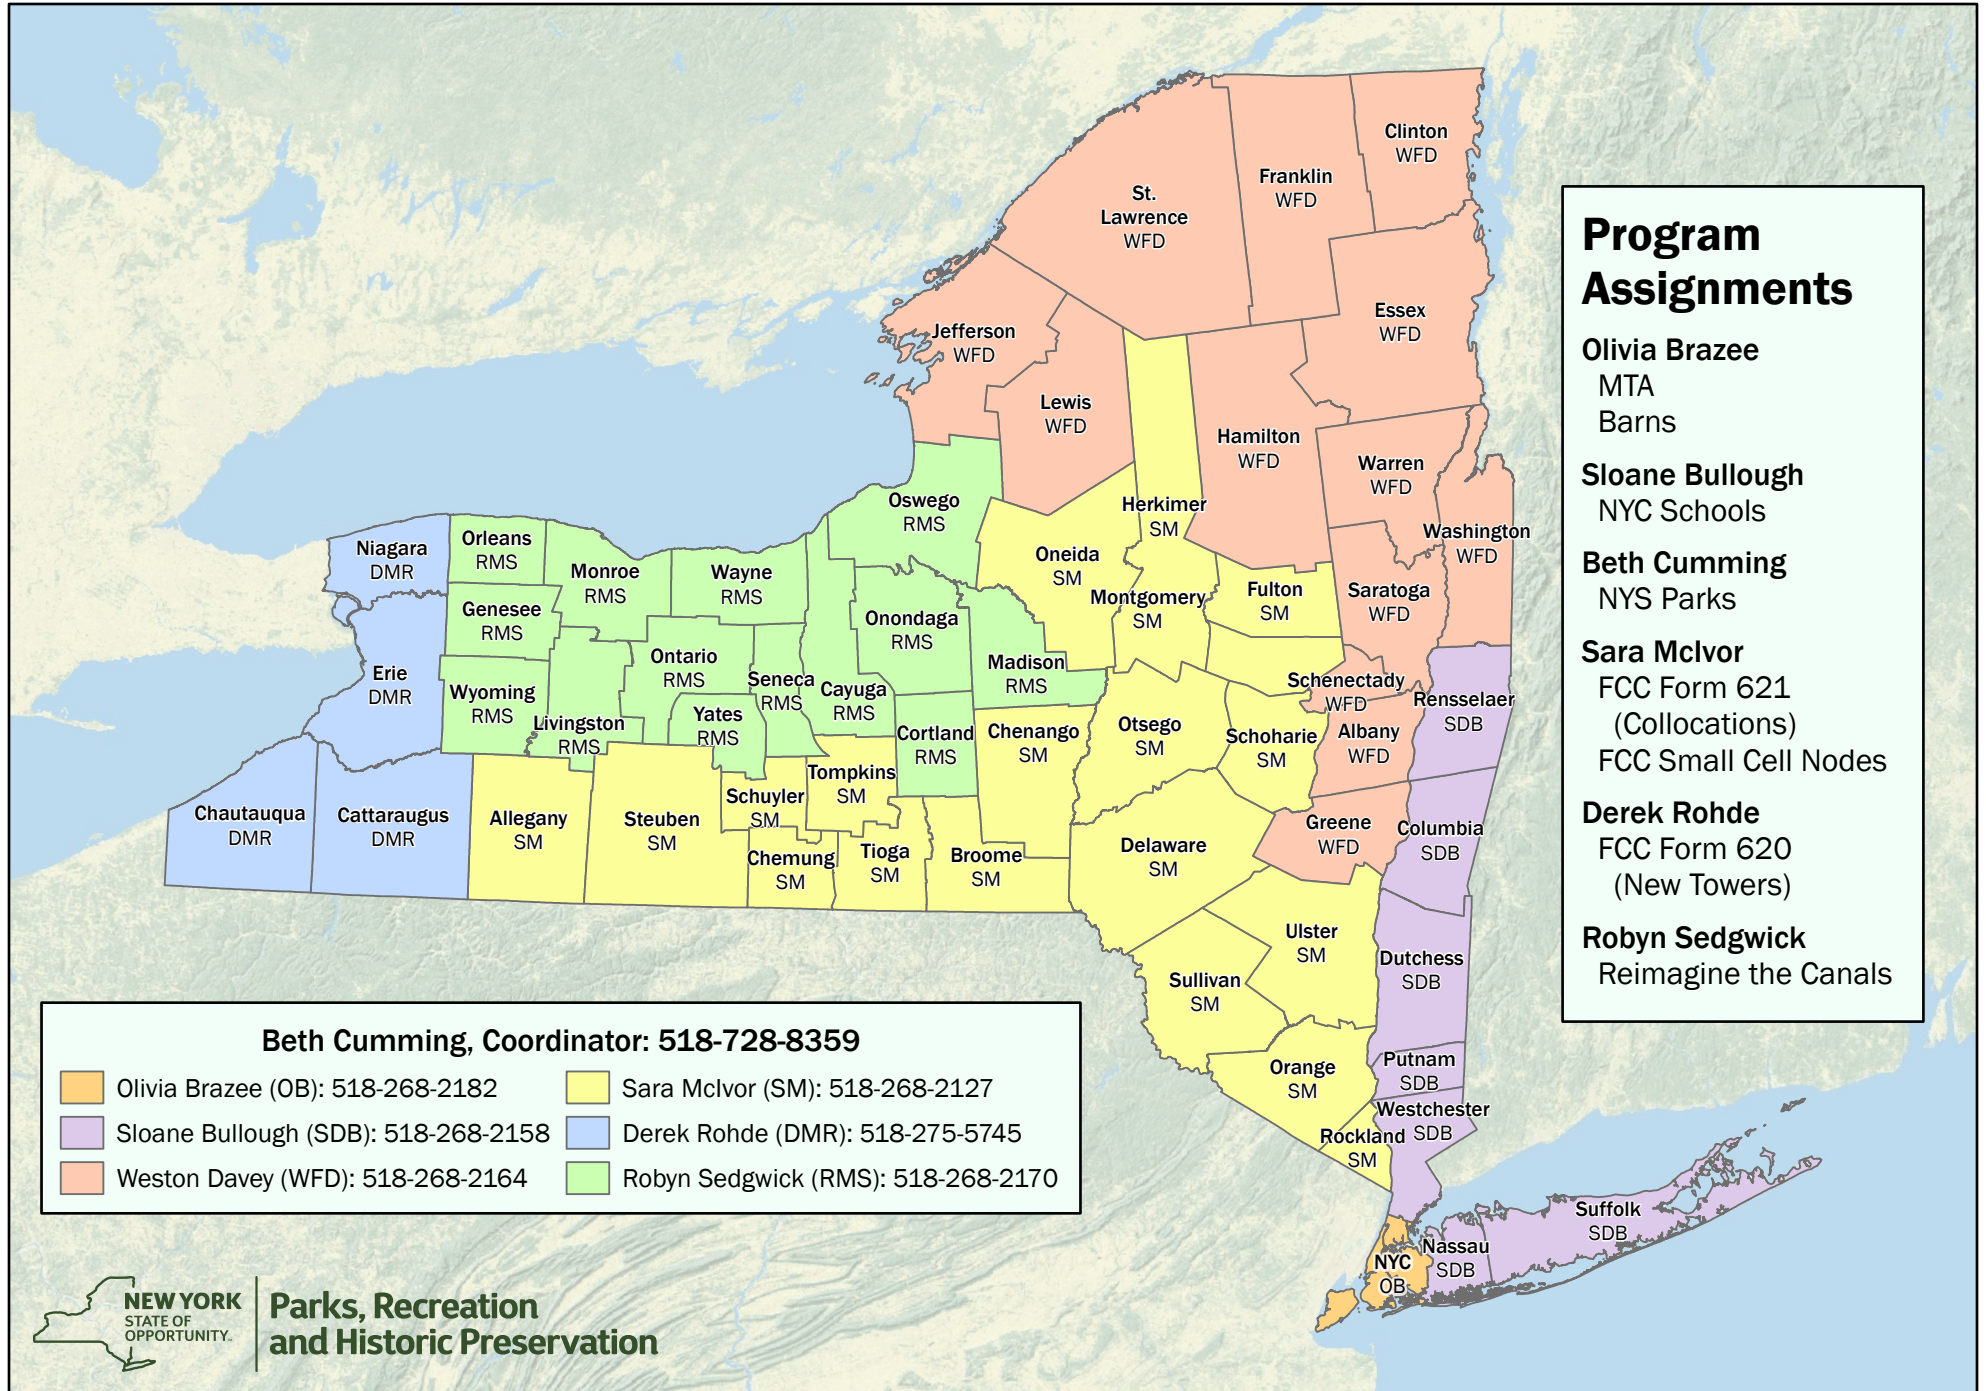 Clinton
WFD
Franklin
WFD
St.
Lawrence
WFD
Essex
WFD
Jefferson
WFD
Lewis
WFD
Hamilton
WFD
Warren
WFD
Washington
WFD
Herkimer
SM
Oswego
RMS
Oneida
SM
Niagara
DMR
Orleans
RMS
Monroe
RMS
Wayne
RMS
Genesee
RMS
Onondaga
RMS
Montgomery
SM
Fulton
SM
Saratoga
WFD
Erie
DMR
Wyoming
RMS
Livingston
RMS
Ontario
RMS
Yates
RMS
Seneca
RMS
Cayuga
RMS
Madison
RMS
Cortland
RMS
Chenango
SM
Otsego
SM
Schoharie
SM
Schenectady
WFD
Albany
WFD
Rensselaer
SDB
Chautauqua
DMR
Cattaraugus
DMR
Allegany
SM
Steuben
SM
Schuyler
SM
Tompkins
SM
Chemung
SM
Tioga
SM
Broome
SM
Delaware
SM
Greene
WFD
Columbia
SDB
Ulster
SM
Sullivan
SM
Dutchess
SDB
Orange
SM
Putnam
SDB
Westchester
SDB
Rockland
SM
NYC
OB
Nassau
SDB
Suffolk
SDB
Program
Assignments
Olivia Brazee
MTA
Barns
Sloane Bullough
NYC Schools
Beth Cumming
NYS Parks
Sara McIvor
FCC Form 621
(Collocations)
FCC Small Cell Nodes
Derek Rohde
FCC Form 620
(New Towers)
Robyn Sedgwick
Reimagine the Canals
Beth Cumming, Coordinator: 518-728-8359
Olivia Brazee (OB): 518-268-2182
Sloane Bullough (SDB): 518-268-2158
Weston Davey (WFD): 518-268-2164
Sara McIvor (SM): 518-268-2127
Derek Rohde (DMR): 518-275-5745
Robyn Sedgwick (RMS): 518-268-2170
NEW YORK
STATE OF
OPPORTUNITY.
Parks, Recreation
and Historic Preservation